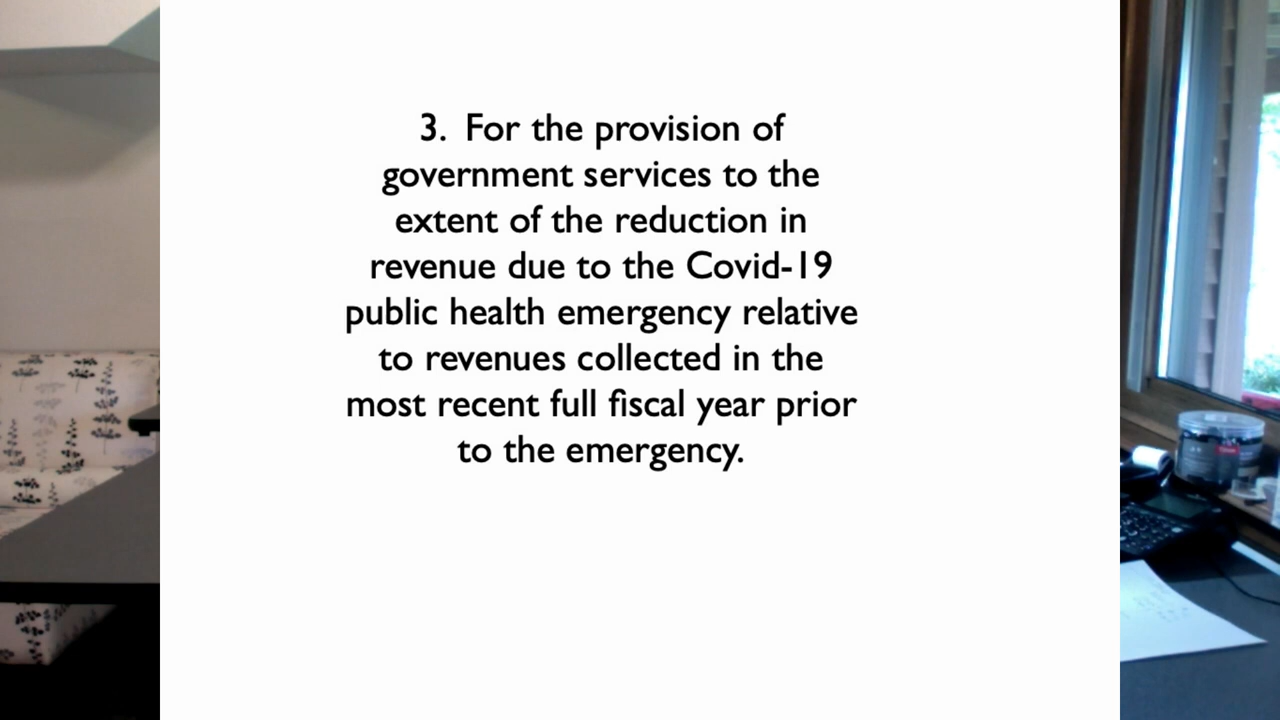 3. For the provision of
government services to the
extent of the reduction in
revenue due to the Covid-19
public health emergency relative
to revenues collected in the
most recent full fiscal year prior
to the emergency.